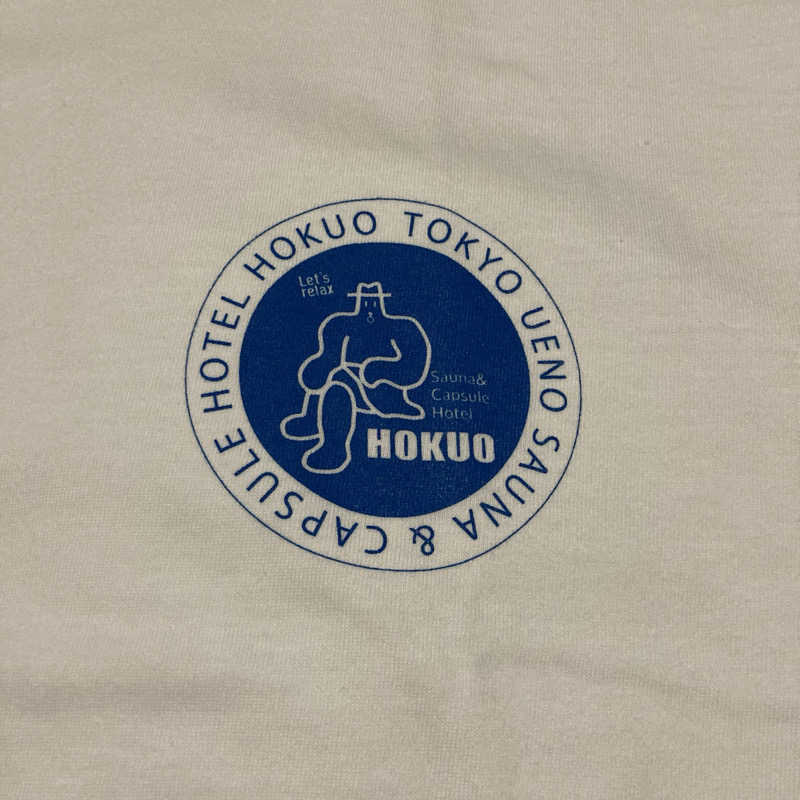 HOKUO TOKYO UENO SAUNA & CAPSULE HOTEL
Let's
relax
Sauna&
Capsule
Hotel
HOKUO